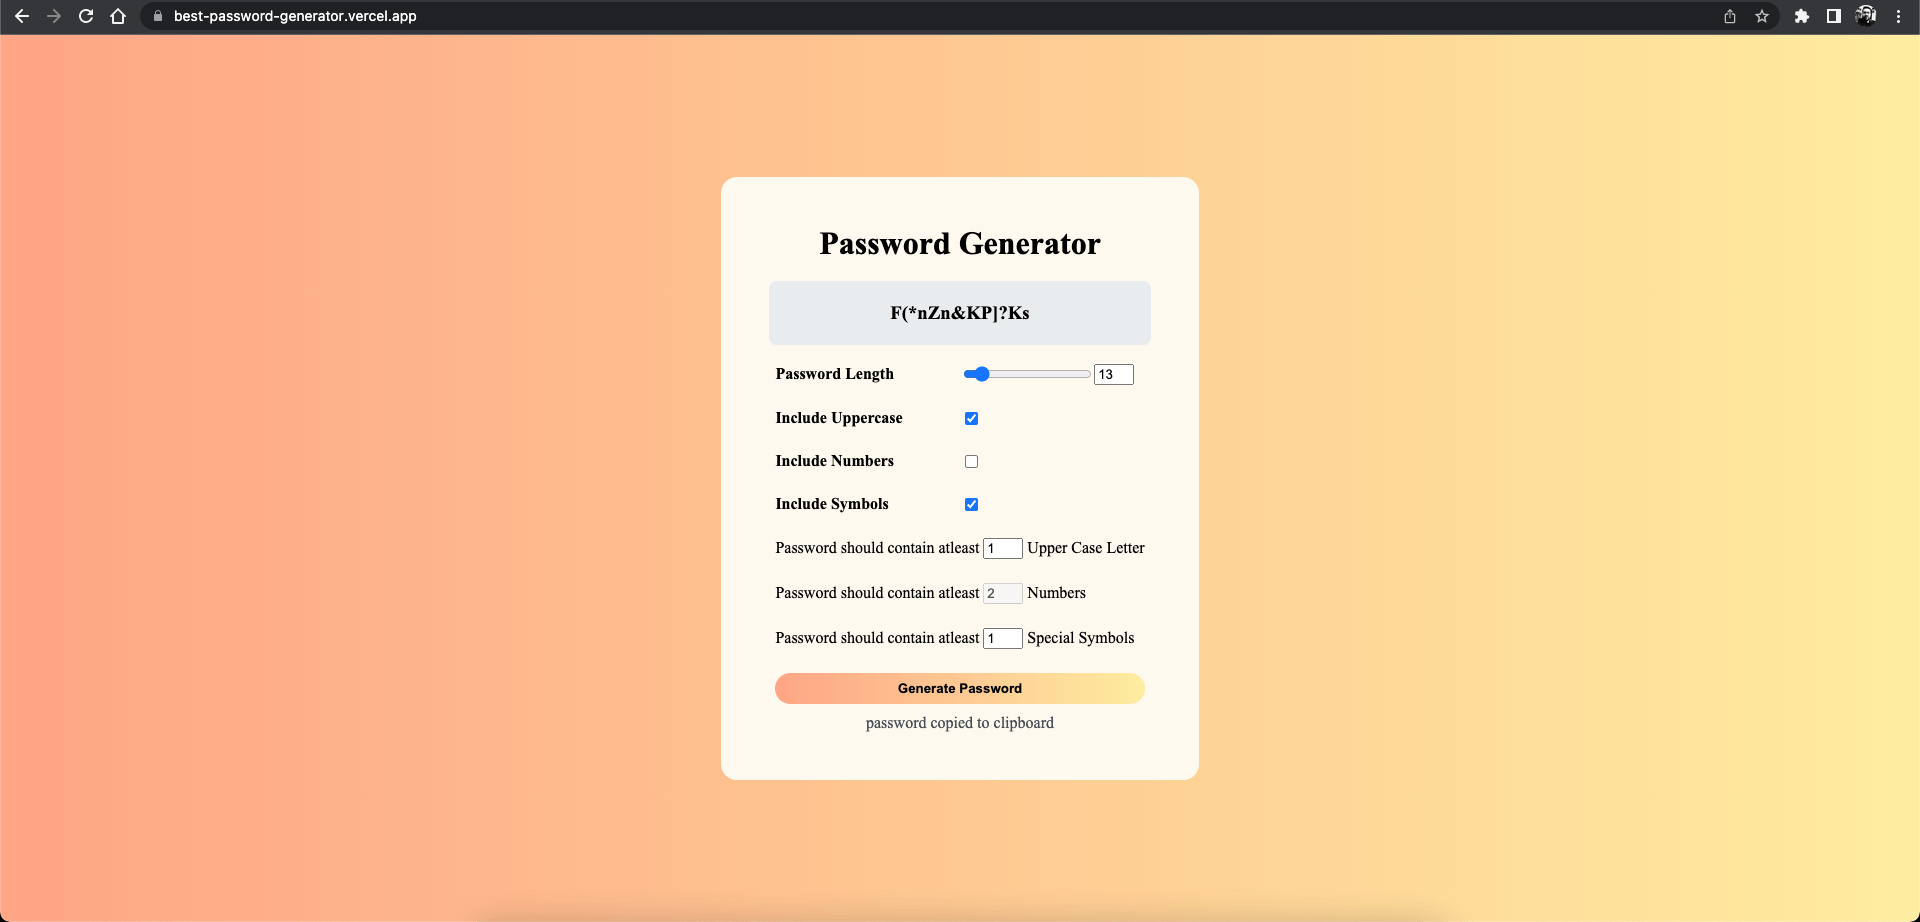 best-password-generator.vercel.app
Password Generator
F(*nZn&KP]?Ks
Password Length 13
Include Uppercase
Include Numbers
Include Symbols
Password should contain atleast 1 Upper Case Letter
Password should contain atleast 2 Numbers
Password should contain atleast 1 Special Symbols
Generate Password
password copied to clipboard